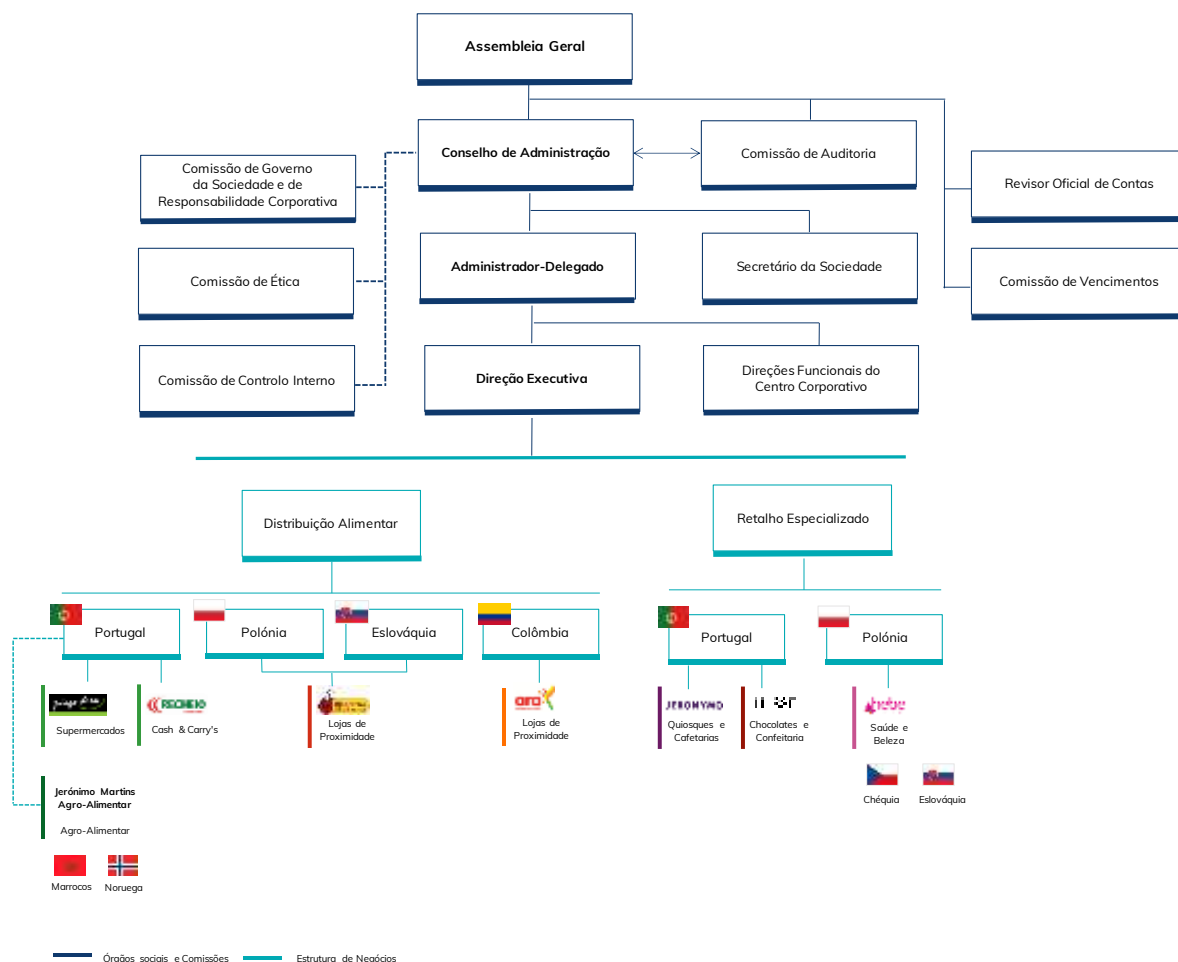 Assembleia Geral
Conselho de Administração
Comissão de Auditoria
Comissão de Governo
da Sociedade e de
Responsabilidade Corporativa
Revisor Oficial de Contas
Administrador-Delegado
Secretário da Sociedade
Comissão de Ética
Comissão de Vencimentos
Comissão de Controlo Interno
Direção Executiva
Direções Funcionais do
Centro Corporativo
Distribuição Alimentar
Retalho Especializado
Portugal
Polónia
Eslováquia
Colômbia
Portugal
Polónia
RECHEIO
ara
JERONYMO
hebe
Supermercados
Cash & Carry's
Lojas de
Proximidade
Lojas de
Proximidade
Quiosques e
Cafetarias
Chocolates e
Confeitaria
Saúde e
Beleza
Chéquia
Eslováquia
Jerónimo Martins
Agro-Alimentar
Agro-Alimentar
Marrocos
Noruega
Órgãos sociais e Comissões
Estrutura de Negócios